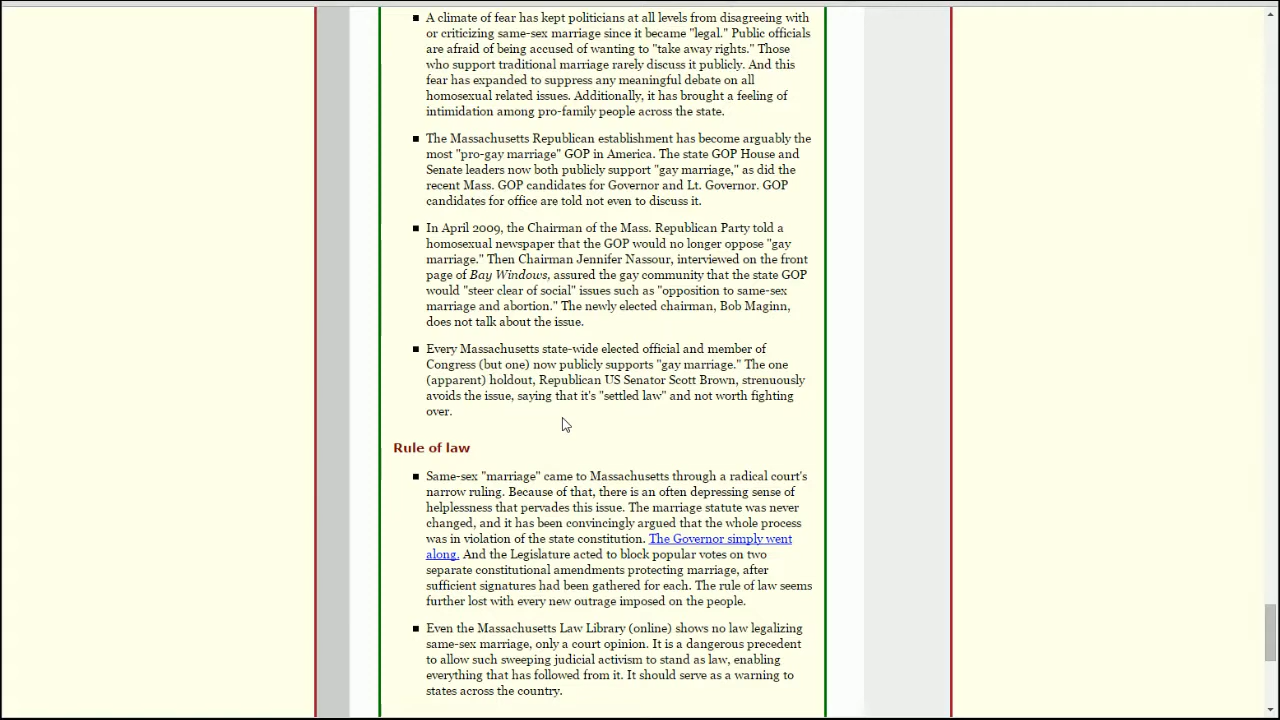 A climate of fear has kept politicians at all levels from disagreeing with
or criticizing same-sex marriage since it became "legal." Public officials
are afraid of being accused of wanting to "take away rights." Those
who support traditional marriage rarely discuss it publicly. And this
fear has expanded to suppress any meaningful debate on all
homosexual related issues. Additionally, it has brought a feeling of
intimidation among pro-family people across the state.
The Massachusetts Republican establishment has become arguably the
most "pro-gay marriage" GOP in America. The state GOP House and
Senate leaders now both publicly support "gay marriage," as did the
recent Mass. GOP candidates for Governor and Lt. Governor. GOP
candidates for office are told not even to discuss it.
In April 2009, the Chairman of the Mass. Republican Party told a
homosexual newspaper that the GOP would no longer oppose "gay
marriage." Then Chairman Jennifer Nassour, interviewed on the front
page of Bay Windows, assured the gay community that the state GOP
would "steer clear of social" issues such as "opposition to same-sex
marriage and abortion." The newly elected chairman, Bob Maginn,
does not talk about the issue.
Every Massachusetts state-wide elected official and member of
Congress (but one) now publicly supports "gay marriage." The one
(apparent) holdout, Republican US Senator Scott Brown, strenuously
avoids the issue, saying that it's "settled law" and not worth fighting
over.
Rule of law
Same-sex "marriage" came to Massachusetts through a radical court's
narrow ruling. Because of that, there is an often depressing sense of
helplessness that pervades this issue. The marriage statute was never
changed, and it has been convincingly argued that the whole process
was in violation of the state constitution. The Governor simply went
along. And the Legislature acted to block popular votes on two
separate constitutional amendments protecting marriage, after
sufficient signatures had been gathered for each. The rule of law seems
further lost with every new outrage imposed on the people.
Even the Massachusetts Law Library (online) shows no law legalizing
same-sex marriage, only a court opinion. It is a dangerous precedent
to allow such sweeping judicial activism to stand as law, enabling
everything that has followed from it. It should serve as a warning to
states across the country.